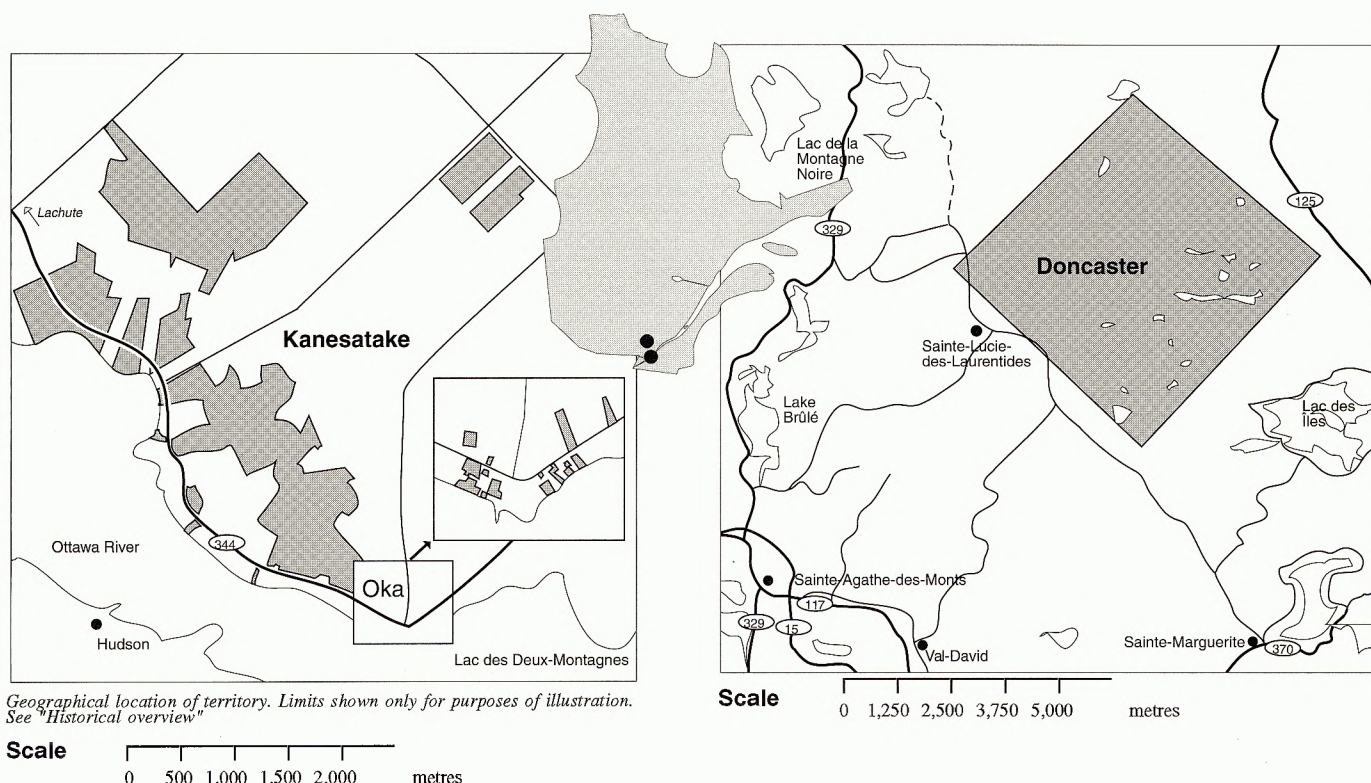 Lachute
Kanesatake
Ottawa River
344
Oka
Hudson
Lac des Deux-Montagnes
Geographical location of territory. Limits shown only for purposes of illustration.
See "Historical overview"
Scale
0 500 1,000 1,500 2,000 metres
Lac de la
Montagne
Noire
329
125
Doncaster
Sainte-Lucie-
des-Laurentides
Lake
Brûlé
Lac des
Îles
Sainte-Agathe-des-Monts
117
329
15
Val-David
Sainte-Marguerite
370
Scale
0 1,250 2,500 3,750 5,000 metres